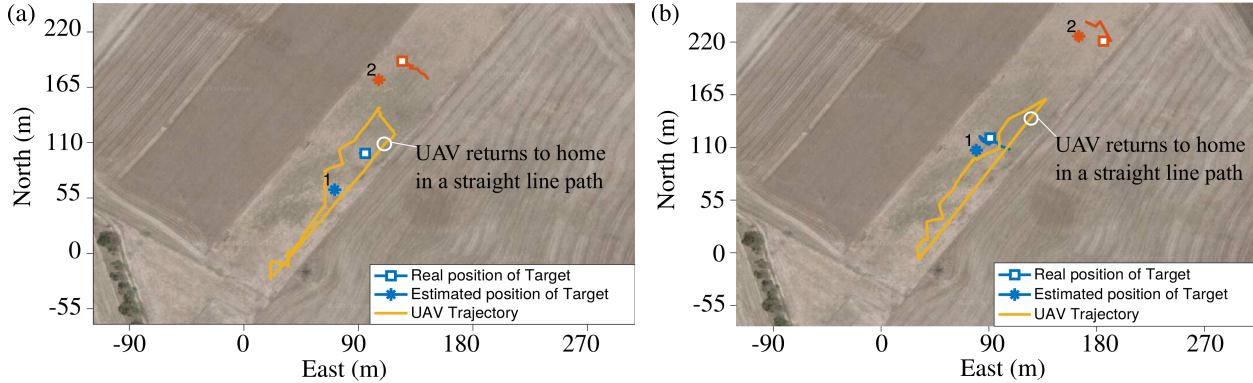 (a)
220
165
110
55
0
-55
North (m)
2
1
UAV returns to home
in a straight line path
Real position of Target
Estimated position of Target
UAV Trajectory
-90
0
90
180
270
East (m)
(b)
220
165
110
55
0
-55
North (m)
2
1
UAV returns to home
in a straight line path
Real position of Target
Estimated position of Target
UAV Trajectory
-90
0
90
180
270
East (m)